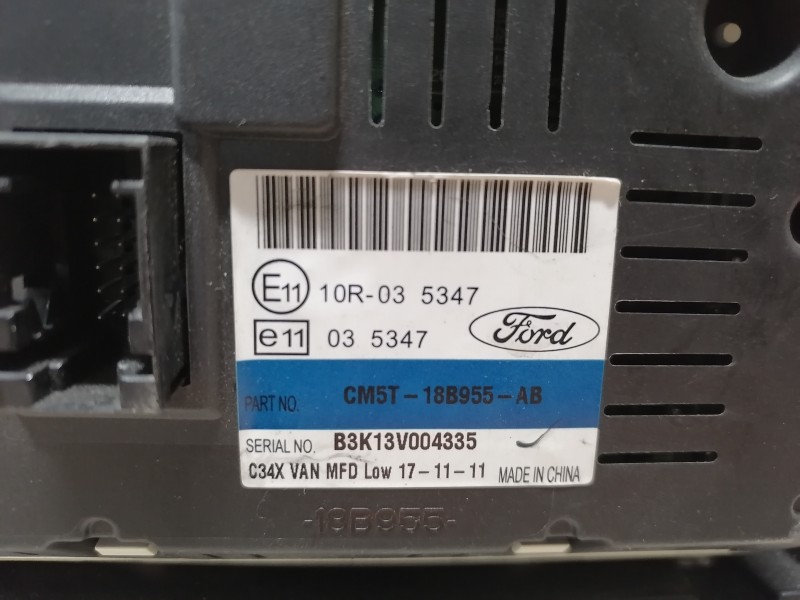 E11 10R-03 5347
e11 03 5347
Ford
PART NO. CM5T-18B955-AB
SERIAL NO. B3K13V004335
C34X VAN MFD Low 17-11-11 MADE IN CHINA
-18B955-